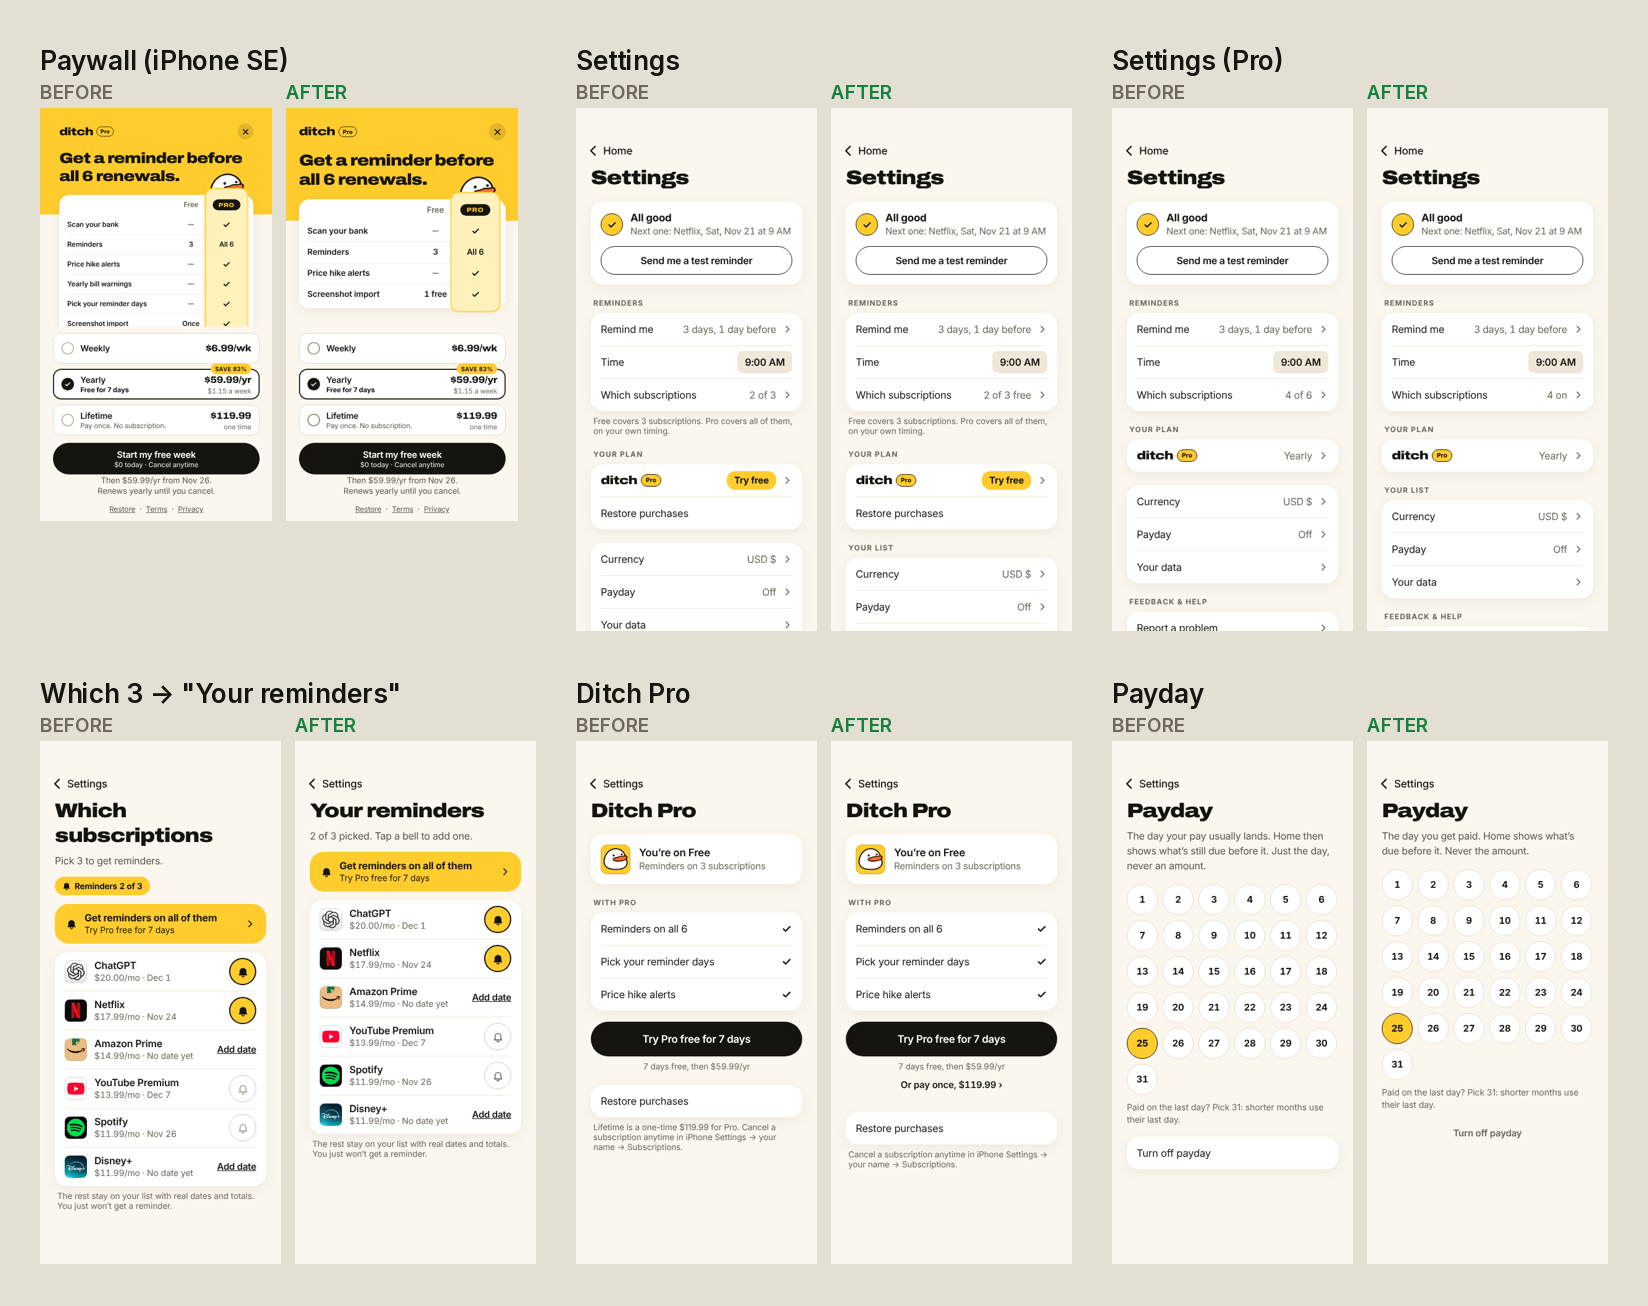 Paywall (iPhone SE)
BEFORE
ditch Pro
Get a reminder before
all 6 renewals.
Free PRO
Scan your bank –
Reminders 3 All 6
Price hike alerts –
Yearly bill warnings –
Pick your reminder days –
Screenshot import Once
Weekly $6.99/wk
SAVE 83%
Yearly $59.99/yr
Free for 7 days $1.15 a week
Lifetime $119.99
Pay once. No subscription. one time
Start my free week
$0 today · Cancel anytime
Then $59.99/yr from Nov 26.
Renews yearly until you cancel.
Restore · Terms · Privacy
AFTER
ditch Pro
Get a reminder before
all 6 renewals.
Free PRO
Scan your bank –
Reminders 3 All 6
Price hike alerts –
Screenshot import 1 free
Weekly $6.99/wk
SAVE 83%
Yearly $59.99/yr
Free for 7 days $1.15 a week
Lifetime $119.99
Pay once. No subscription. one time
Start my free week
$0 today · Cancel anytime
Then $59.99/yr from Nov 26.
Renews yearly until you cancel.
Restore · Terms · Privacy
Settings
BEFORE
Home
Settings
All good
Next one: Netflix, Sat, Nov 21 at 9 AM
Send me a test reminder
REMINDERS
Remind me 3 days, 1 day before
Time 9:00 AM
Which subscriptions 2 of 3
Free covers 3 subscriptions. Pro covers all of them,
on your own timing.
YOUR PLAN
ditch Pro Try free
Restore purchases
Currency USD $
Payday Off
Your data
AFTER
Home
Settings
All good
Next one: Netflix, Sat, Nov 21 at 9 AM
Send me a test reminder
REMINDERS
Remind me 3 days, 1 day before
Time 9:00 AM
Which subscriptions 2 of 3 free
Free covers 3 subscriptions. Pro covers all of them,
on your own timing.
YOUR PLAN
ditch Pro Try free
Restore purchases
YOUR LIST
Currency USD $
Payday Off
Settings (Pro)
BEFORE
Home
Settings
All good
Next one: Netflix, Sat, Nov 21 at 9 AM
Send me a test reminder
REMINDERS
Remind me 3 days, 1 day before
Time 9:00 AM
Which subscriptions 4 of 6
YOUR PLAN
ditch Pro Yearly
Currency USD $
Payday Off
Your data
FEEDBACK & HELP
Report a problem
AFTER
Home
Settings
All good
Next one: Netflix, Sat, Nov 21 at 9 AM
Send me a test reminder
REMINDERS
Remind me 3 days, 1 day before
Time 9:00 AM
Which subscriptions 4 on
YOUR PLAN
ditch Pro Yearly
YOUR LIST
Currency USD $
Payday Off
Your data
FEEDBACK & HELP
Which 3 → "Your reminders"
BEFORE
Settings
Which
subscriptions
Pick 3 to get reminders.
Reminders 2 of 3
Get reminders on all of them
Try Pro free for 7 days
ChatGPT
$20.00/mo · Dec 1
Netflix
$17.99/mo · Nov 24
Amazon Prime
$14.99/mo · No date yet Add date
YouTube Premium
$13.99/mo · Dec 7
Spotify
$11.99/mo · Nov 26
Disney+
$11.99/mo · No date yet Add date
The rest stay on your list with real dates and totals.
You just won't get a reminder.
AFTER
Settings
Your reminders
2 of 3 picked. Tap a bell to add one.
Get reminders on all of them
Try Pro free for 7 days
ChatGPT
$20.00/mo · Dec 1
Netflix
$17.99/mo · Nov 24
Amazon Prime
$14.99/mo · No date yet Add date
YouTube Premium
$13.99/mo · Dec 7
Spotify
$11.99/mo · Nov 26
Disney+
$11.99/mo · No date yet Add date
The rest stay on your list with real dates and totals.
You just won't get a reminder.
Ditch Pro
BEFORE
Settings
Ditch Pro
You're on Free
Reminders on 3 subscriptions
WITH PRO
Reminders on all 6
Pick your reminder days
Price hike alerts
Try Pro free for 7 days
7 days free, then $59.99/yr
Restore purchases
Lifetime is a one-time $119.99 for Pro. Cancel a
subscription anytime in iPhone Settings → your
name → Subscriptions.
AFTER
Settings
Ditch Pro
You're on Free
Reminders on 3 subscriptions
WITH PRO
Reminders on all 6
Pick your reminder days
Price hike alerts
Try Pro free for 7 days
7 days free, then $59.99/yr
Or pay once, $119.99 ›
Restore purchases
Cancel a subscription anytime in iPhone Settings →
your name → Subscriptions.
Payday
BEFORE
Settings
Payday
The day your pay usually lands. Home then
shows what's still due before it. Just the day,
never an amount.
1 2 3 4 5 6
7 8 9 10 11 12
13 14 15 16 17 18
19 20 21 22 23 24
25 26 27 28 29 30
31
Paid on the last day? Pick 31: shorter months use
their last day.
Turn off payday
AFTER
Settings
Payday
The day you get paid. Home shows what's
due before it. Never the amount.
1 2 3 4 5 6
7 8 9 10 11 12
13 14 15 16 17 18
19 20 21 22 23 24
25 26 27 28 29 30
31
Paid on the last day? Pick 31: shorter months use
their last day.
Turn off payday